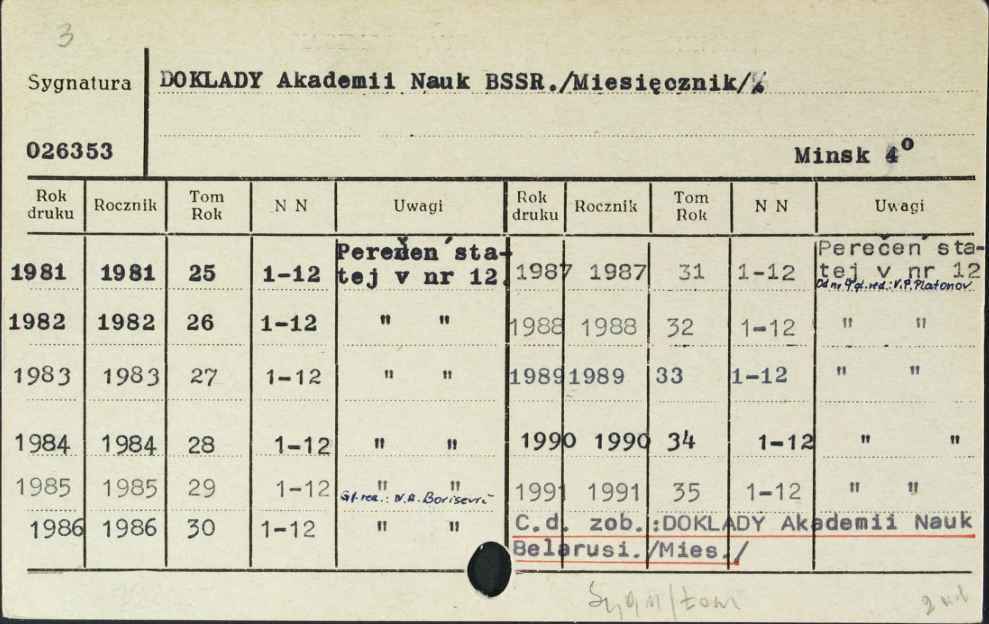 3
Sygnatura DOKLADY Akademii Nauk BSSR./Miesięcznik/
026353 Minsk 4°
Rok druku Rocznik Tom Rok N N Uwagi Rok druku Rocznik Tom Rok N N Uwagi
1981 1981 25 1-12 Perečen´ sta-tej v nr 12. 1987 1987 31 1-12 Perečen´ sta-tej v nr 12
Od nr 9 gl.red.: V.P. Platonov
1982 1982 26 1-12 " " 1988 1988 32 1-12 " "
1983 1983 27 1-12 " " 1989 1989 33 1-12 " "
1984 1984 28 1-12 " " 1990 1990 34 1-12 " "
1985 1985 29 1-12 " " 1991 1991 35 1-12 " "
Gł.red.: N.A. Borisevič
1986 1986 30 1-12 " " C.d. zob.:DOKLADY Akademii Nauk
Belarusi./Mies./